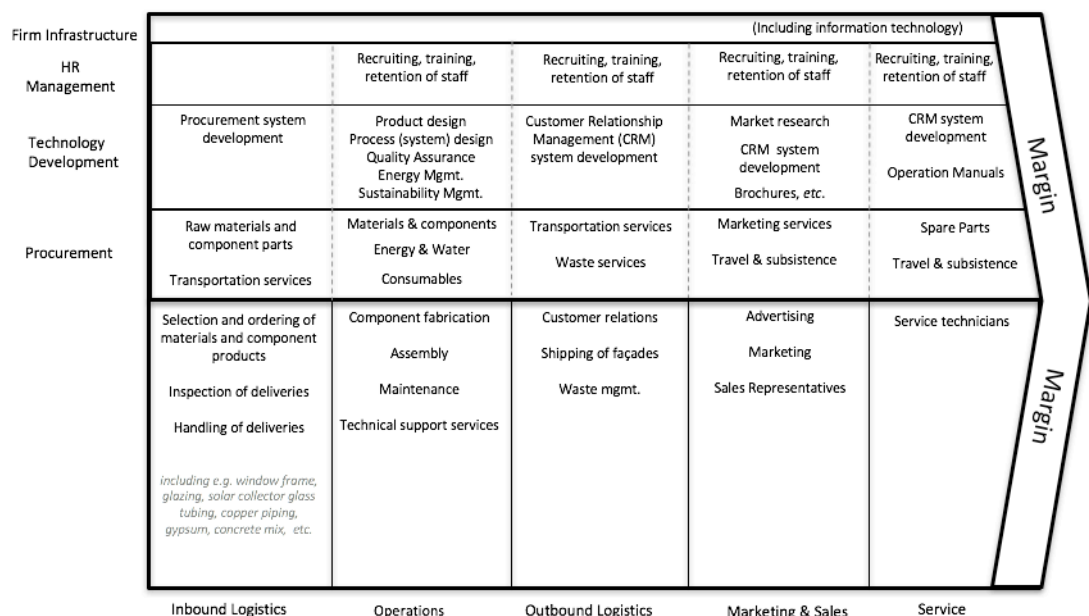 (Including information technology)
Firm Infrastructure
HR
Management
Recruiting, training,
retention of staff
Recruiting, training,
retention of staff
Recruiting, training,
retention of staff
Recruiting, training,
retention of staff
Technology
Development
Procurement system
development
Product design
Process (system) design
Quality Assurance
Energy Mgmt.
Sustainability Mgmt.
Customer Relationship
Management (CRM)
system development
Market research
CRM system
development
Brochures, etc.
CRM system
development
Operation Manuals
Margin
Procurement
Raw materials and
component parts
Transportation services
Materials & components
Energy & Water
Consumables
Transportation services
Waste services
Marketing services
Travel & subsistence
Spare Parts
Travel & subsistence
Selection and ordering of
materials and component
products
Inspection of deliveries
Handling of deliveries
including e.g. window frame,
glazing, solar collector glass
tubing, copper piping,
gypsum, concrete mix, etc.
Component fabrication
Assembly
Maintenance
Technical support services
Customer relations
Shipping of façades
Waste mgmt.
Advertising
Marketing
Sales Representatives
Service technicians
Margin
Inbound Logistics
Operations
Outbound Logistics
Marketing & Sales
Service